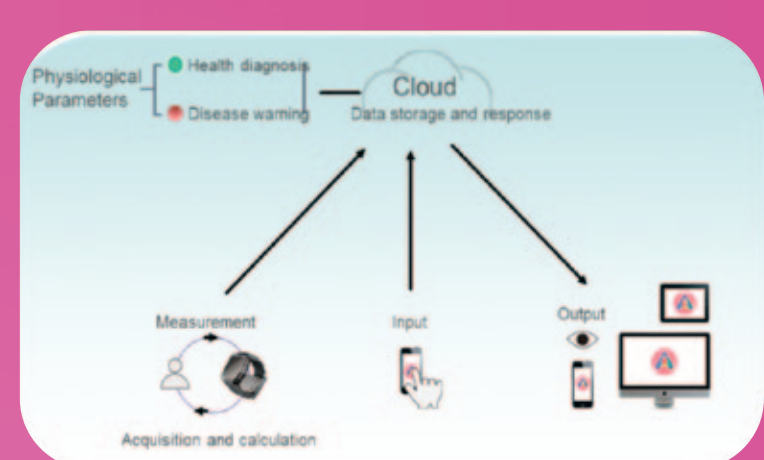 Physiological
Parameters
Health diagnosis
Disease warning
Cloud
Data storage and response
Measurement
Input
Output
Acquisition and calculation